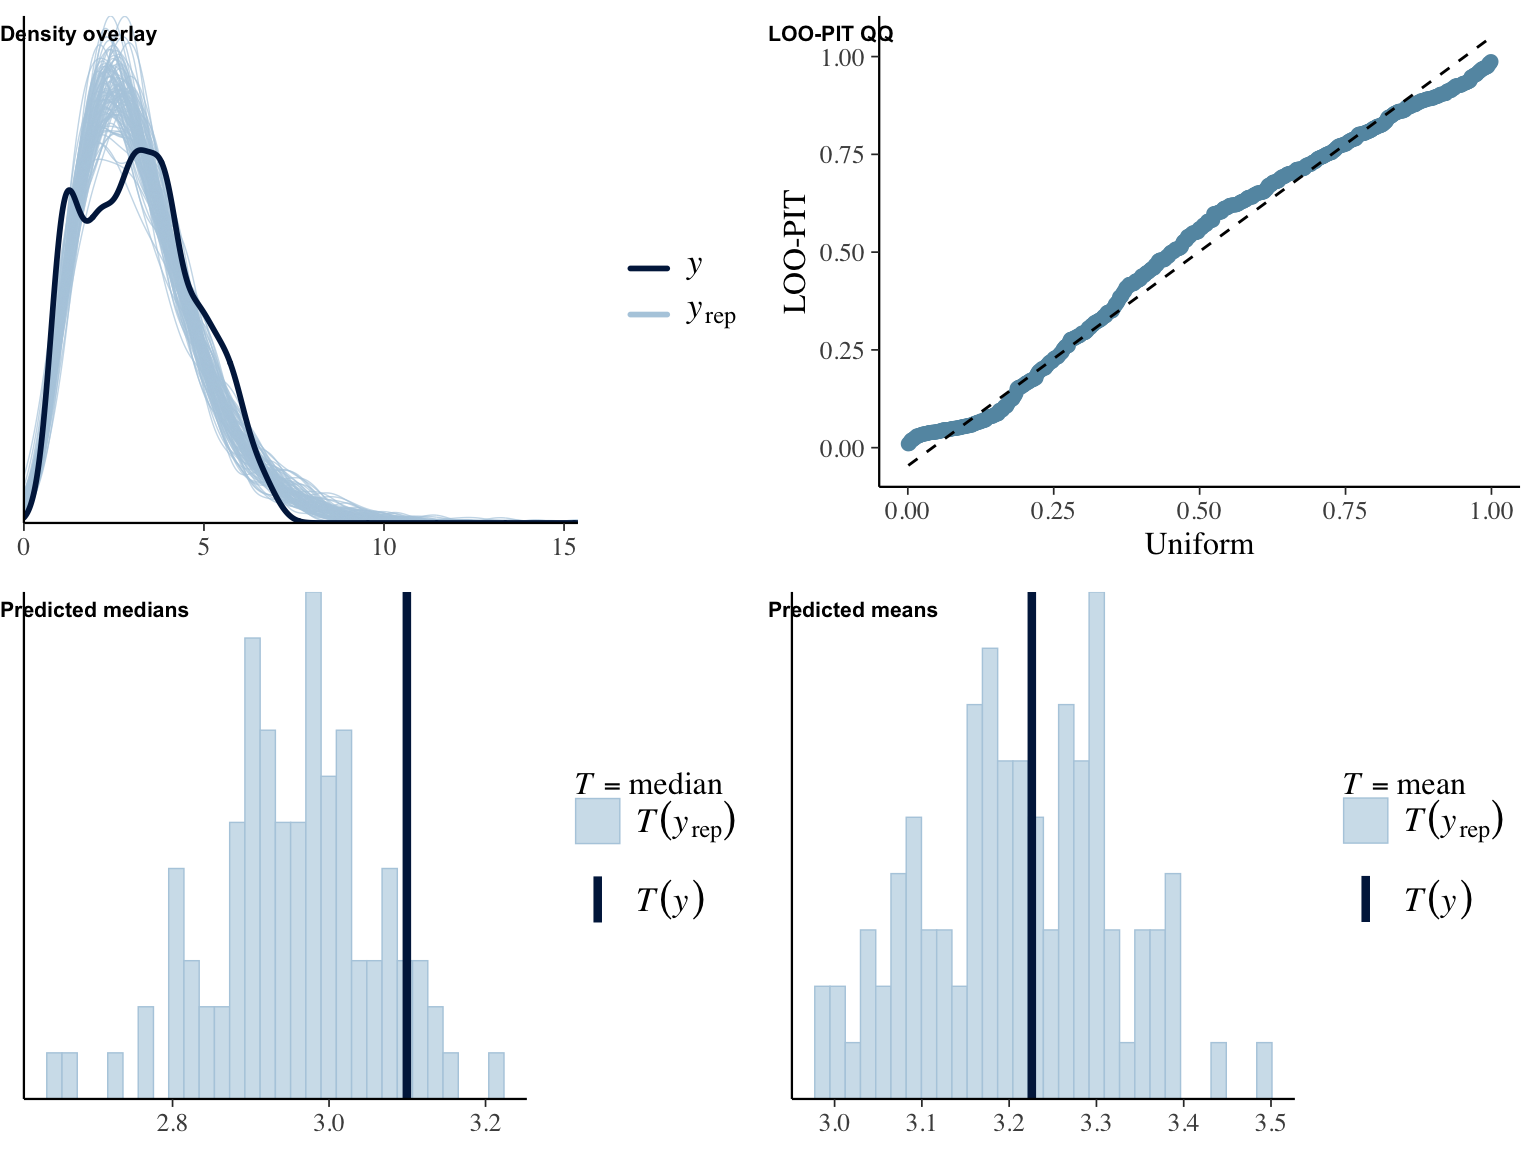 Density overlay
y
yrep
0 5 10 15
LOO-PIT QQ
1.00
0.75
0.50
0.25
0.00
LOO-PIT
0.00 0.25 0.50 0.75 1.00
Uniform
Predicted medians
T = median
T(yrep)
T(y)
2.8 3.0 3.2
Predicted means
T = mean
T(yrep)
T(y)
3.0 3.1 3.2 3.3 3.4 3.5